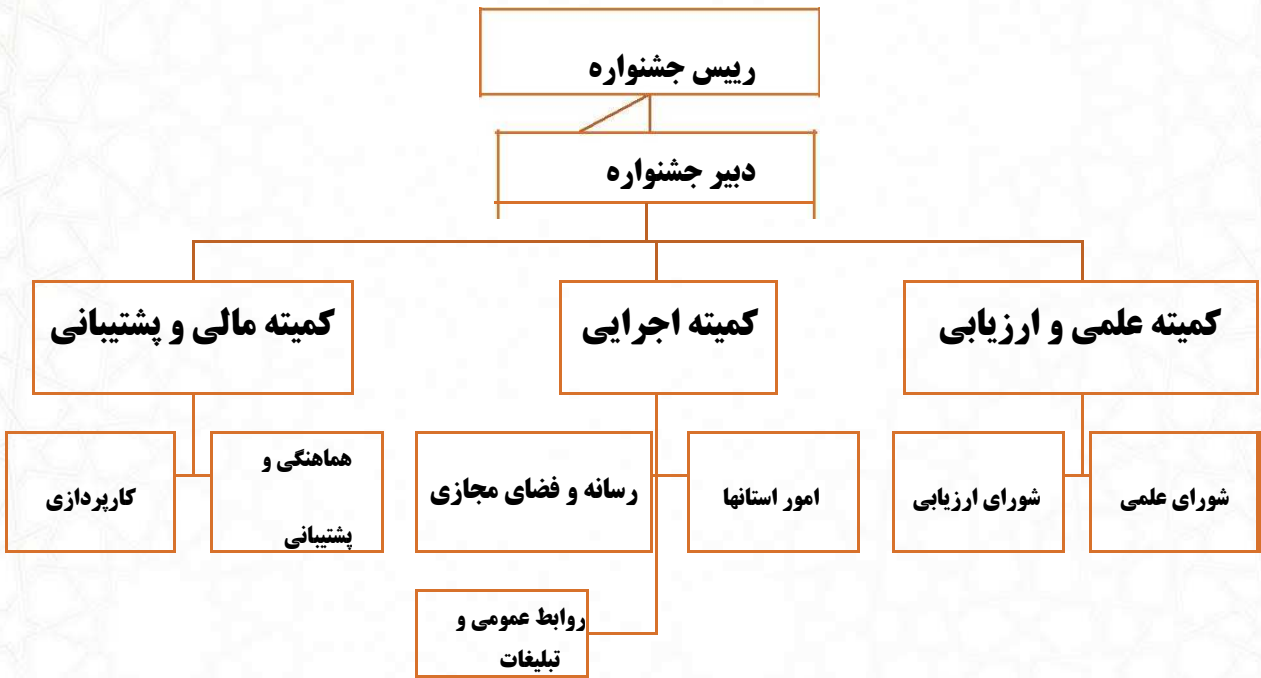 رییس جشنواره
دبیر جشنواره
کمیته علمی و ارزیابی
کمیته اجرایی
کمیته مالی و پشتیبانی
شورای علمی
شورای ارزیابی
امور استانها
رسانه و فضای مجازی
هماهنگی و
پشتیبانی
کارپردازی
روابط عمومی و
تبلیغات